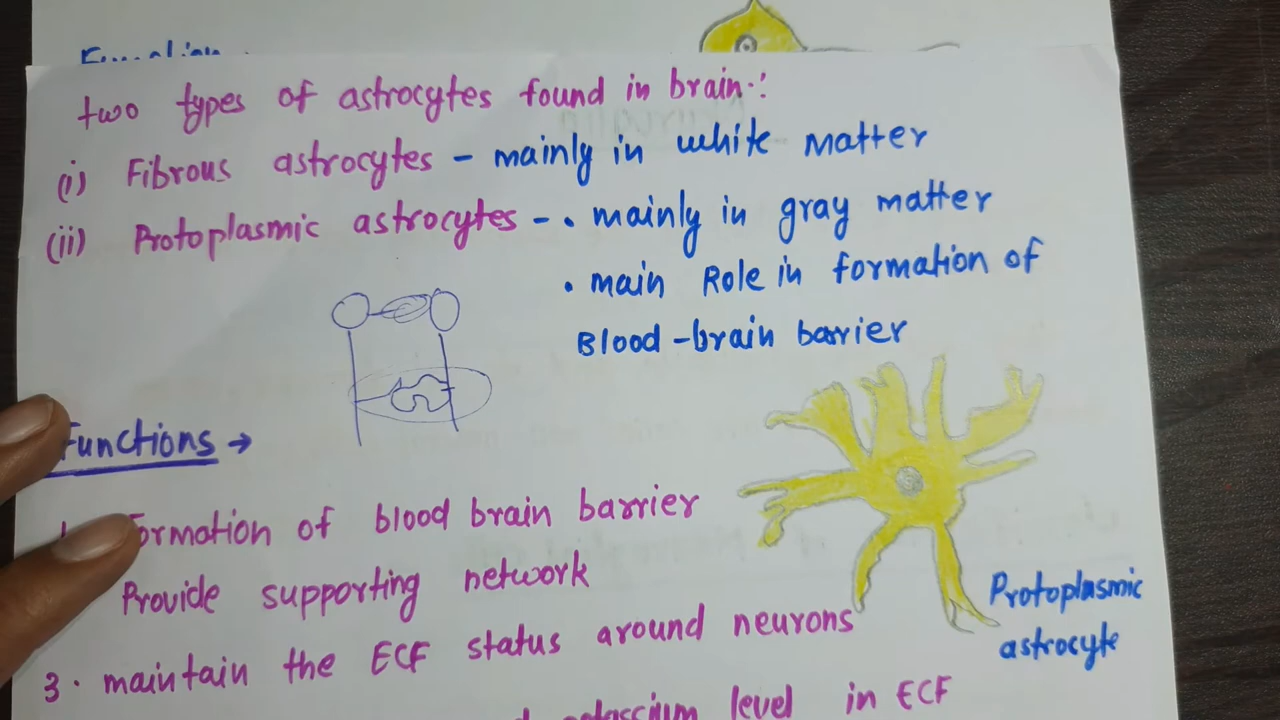 two types of astrocytes found in brain:
(i) Fibrous astrocytes - mainly in white matter
(ii) Protoplasmic astrocytes - • mainly in gray matter
• main Role in formation of
Blood-brain barrier
Functions →
Formation of blood brain barrier
Provide supporting network
3. maintain the ECF status around neurons
Protoplasmic
astrocyte
level in ECF